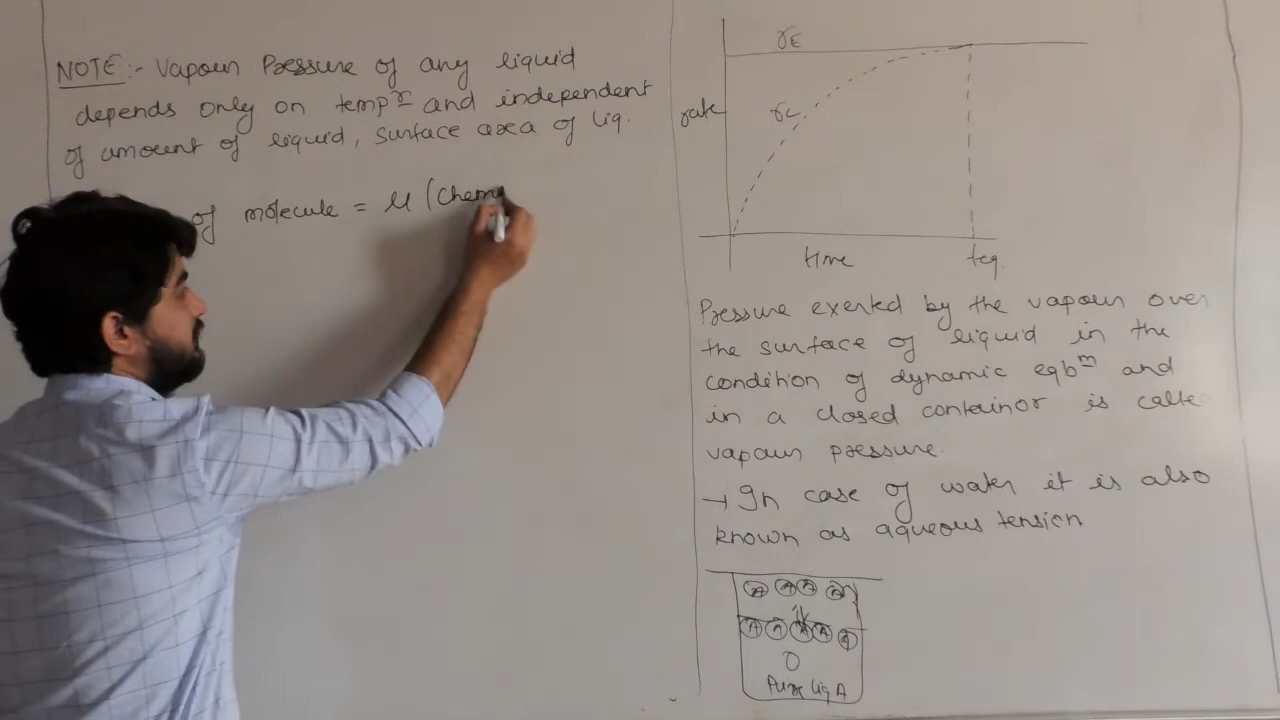 NOTE:- Vapour Pressure of any liquid
depends only on tempr and independent
of amount of liquid, surface area of liq.
of molecule = μ (Chem
rE
rate
rC
time
teq.
Pressure exerted by the vapour over
the surface of liquid in the
condition of dynamic eqbm and
in a closed containor is calle
vapour pressure.
→ In case of water it is also
known as aqueous tension
A A A A
A A A A A
Pure liq A